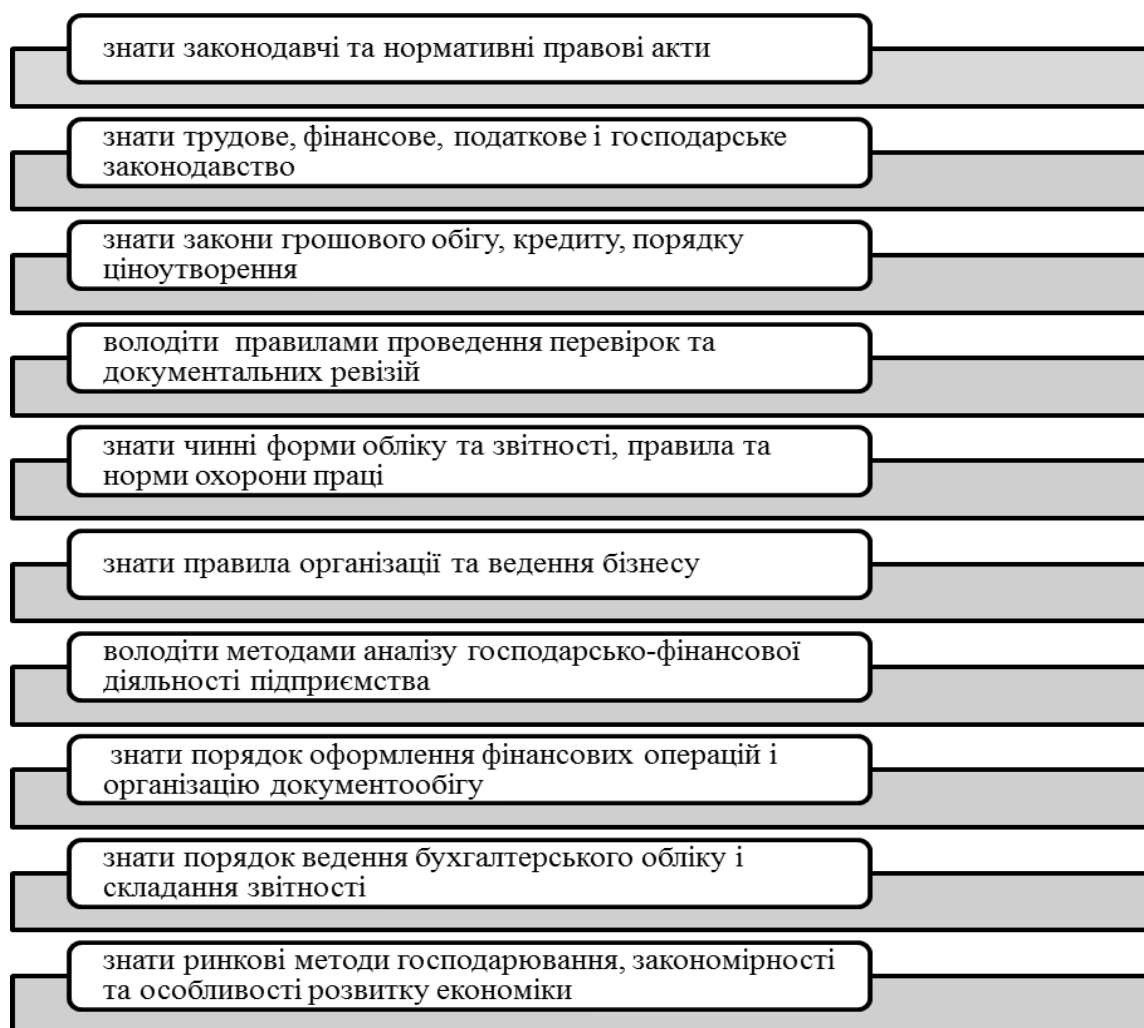 знати законодавчі та нормативні правові акти
знати трудове, фінансове, податкове і господарське
законодавство
знати закони грошового обігу, кредиту, порядку
ціноутворення
володіти правилами проведення перевірок та
документальних ревізій
знати чинні форми обліку та звітності, правила та
норми охорони праці
знати правила організації та ведення бізнесу
володіти методами аналізу господарсько-фінансової
діяльності підприємства
знати порядок оформлення фінансових операцій і
організацію документообігу
знати порядок ведення бухгалтерського обліку і
складання звітності
знати ринкові методи господарювання, закономірності
та особливості розвитку економіки